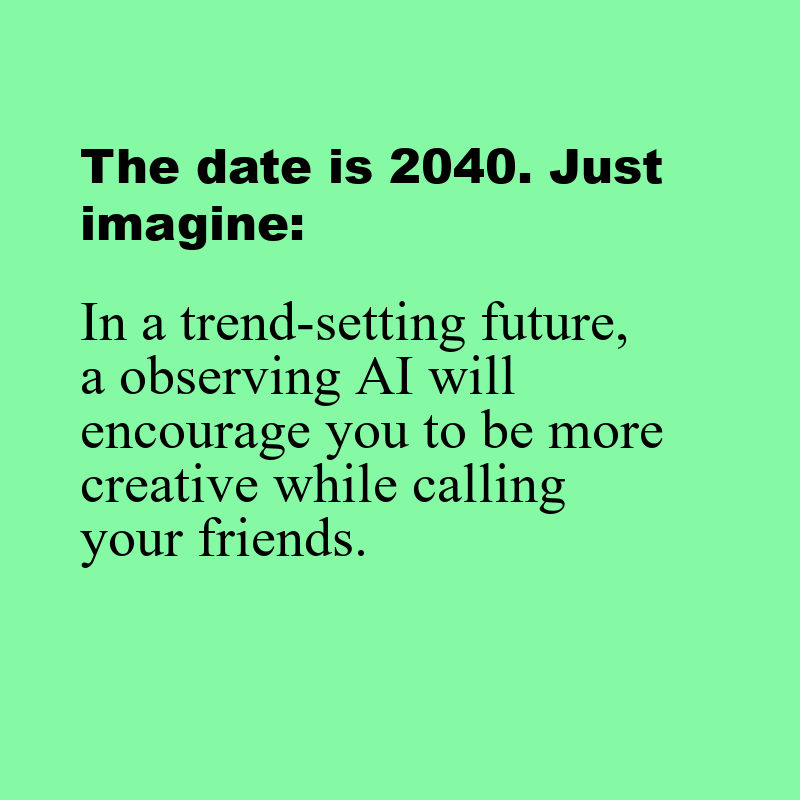 The date is 2040. Just
imagine:
In a trend-setting future,
a observing AI will
encourage you to be more
creative while calling
your friends.